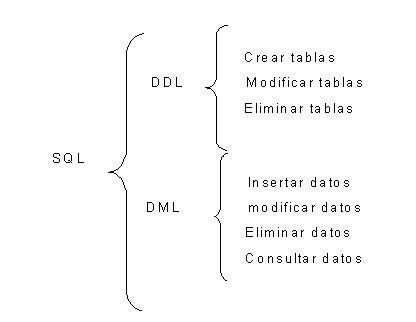 SQL
DDL
Crear tablas
Modificar tablas
Eliminar tablas
DML
Insertar datos
modificar datos
Eliminar datos
Consultar datos